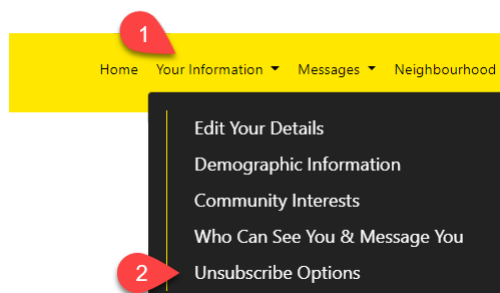 1
Home Your Information Messages Neighbourhood
Edit Your Details
Demographic Information
Community Interests
Who Can See You & Message You
2 Unsubscribe Options